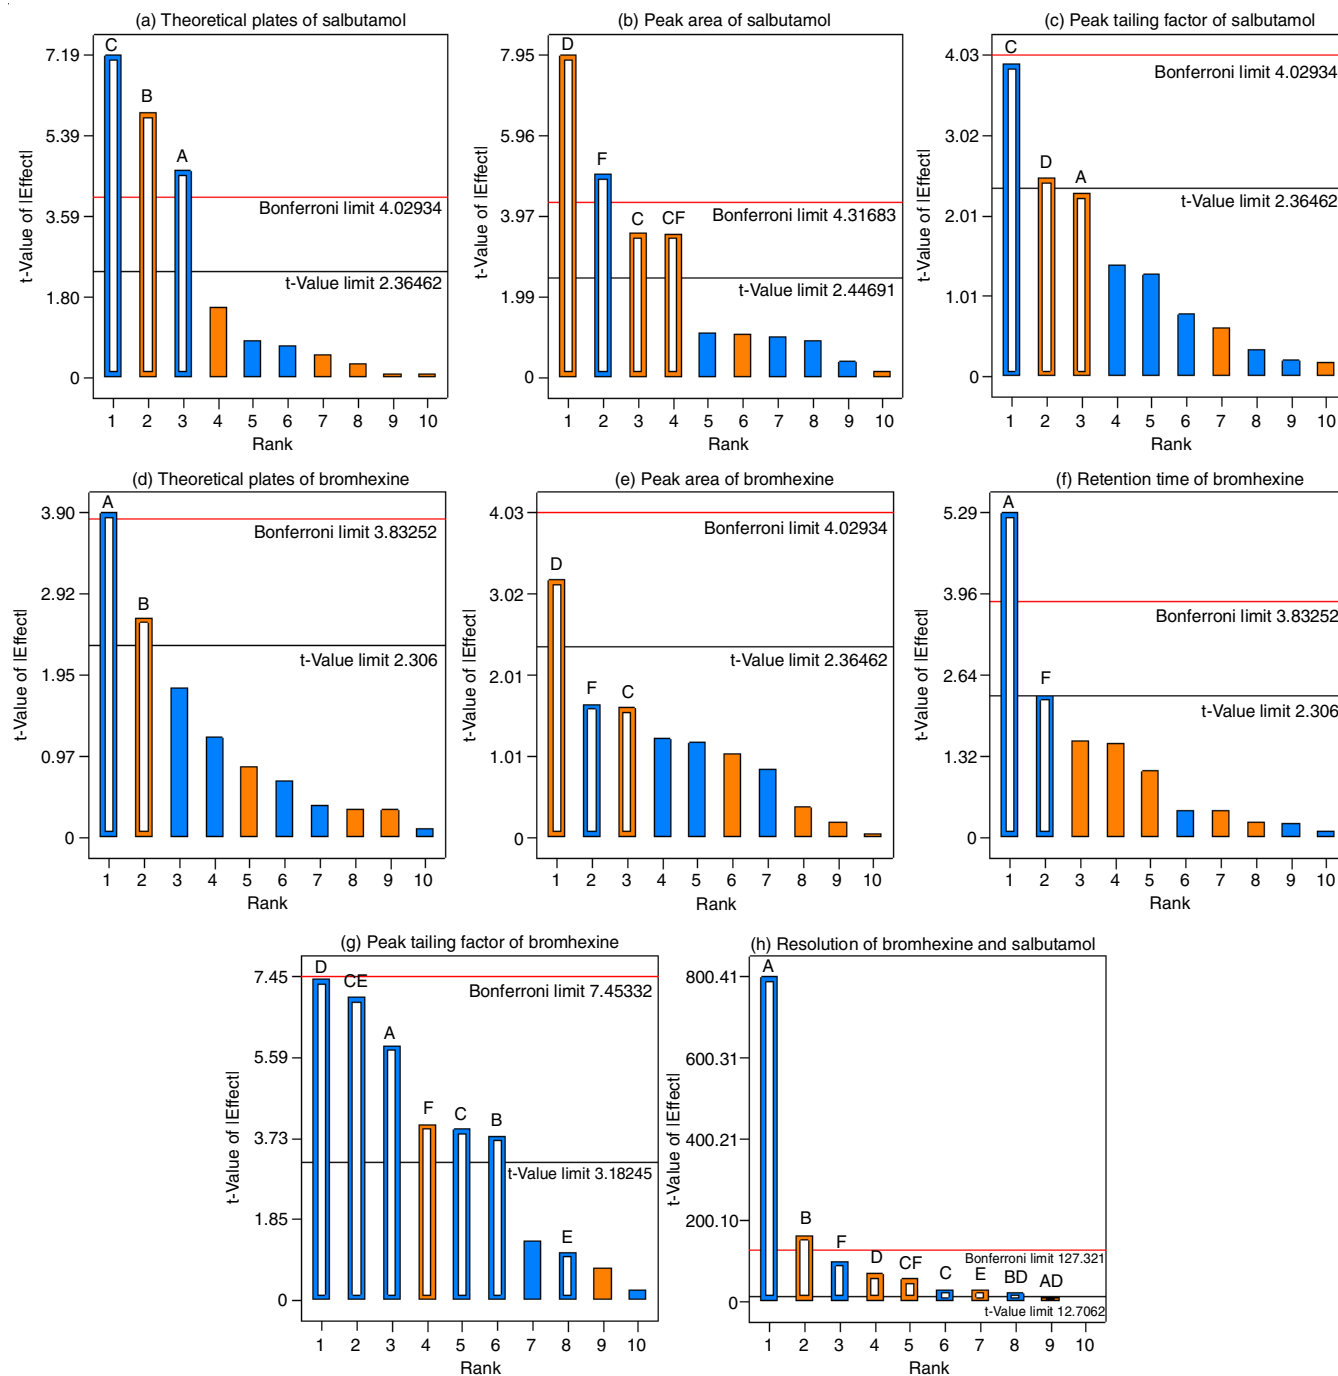 (a) Theoretical plates of salbutamol
7.19
5.39
3.59
1.80
0
t-Value of |Effect|
C
B
A
Bonferroni limit 4.02934
t-Value limit 2.36462
1 2 3 4 5 6 7 8 9 10
Rank
(b) Peak area of salbutamol
7.95
5.96
3.97
1.99
0
t-Value of |Effect|
D
F
C CF
Bonferroni limit 4.31683
t-Value limit 2.44691
1 2 3 4 5 6 7 8 9 10
Rank
(c) Peak tailing factor of salbutamol
4.03
3.02
2.01
1.01
0
t-Value of |Effect|
C
D
A
Bonferroni limit 4.02934
t-Value limit 2.36462
1 2 3 4 5 6 7 8 9 10
Rank
(d) Theoretical plates of bromhexine
3.90
2.92
1.95
0.97
0
t-Value of |Effect|
A
B
Bonferroni limit 3.83252
t-Value limit 2.306
1 2 3 4 5 6 7 8 9 10
Rank
(e) Peak area of bromhexine
4.03
3.02
2.01
1.01
0
t-Value of |Effect|
D
F C
Bonferroni limit 4.02934
t-Value limit 2.36462
1 2 3 4 5 6 7 8 9 10
Rank
(f) Retention time of bromhexine
5.29
3.96
2.64
1.32
0
t-Value of |Effect|
A
F
Bonferroni limit 3.83252
t-Value limit 2.306
1 2 3 4 5 6 7 8 9 10
Rank
(g) Peak tailing factor of bromhexine
7.45
5.59
3.73
1.85
0
t-Value of |Effect|
D
CE
A
F
C
B
E
Bonferroni limit 7.45332
t-Value limit 3.18245
1 2 3 4 5 6 7 8 9 10
Rank
(h) Resolution of bromhexine and salbutamol
800.41
600.31
400.21
200.10
0
t-Value of |Effect|
A
B
F
D
CF
C
E
BD
AD
Bonferroni limit 127.321
t-Value limit 12.7062
1 2 3 4 5 6 7 8 9 10
Rank